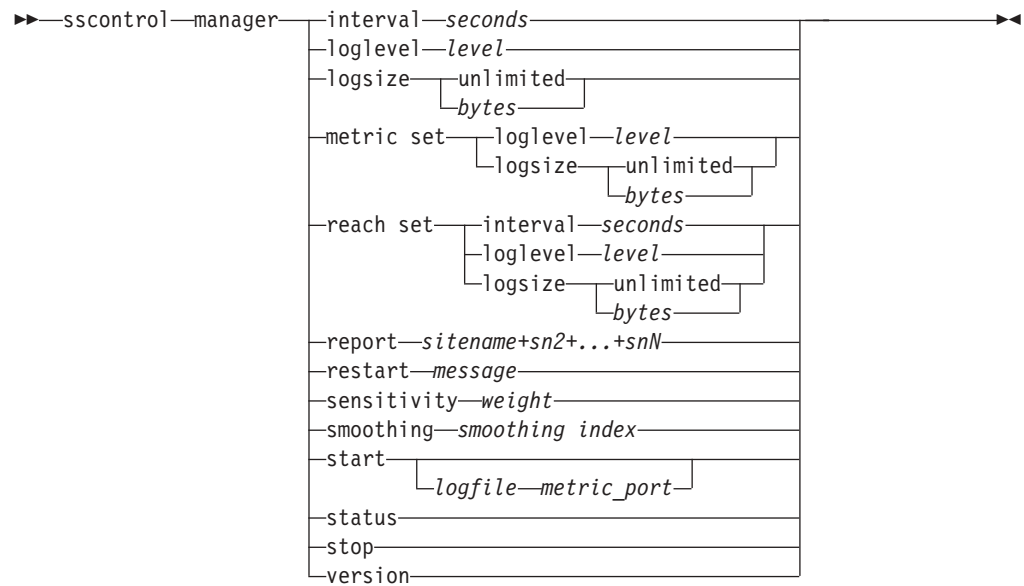 sscontrol manager interval seconds
loglevel level
logsize unlimited
bytes
metric set loglevel level
logsize unlimited
bytes
reach set interval seconds
loglevel level
logsize unlimited
bytes
report sitename+sn2+...+snN
restart message
sensitivity weight
smoothing smoothing index
start
logfile metric_port
status
stop
version